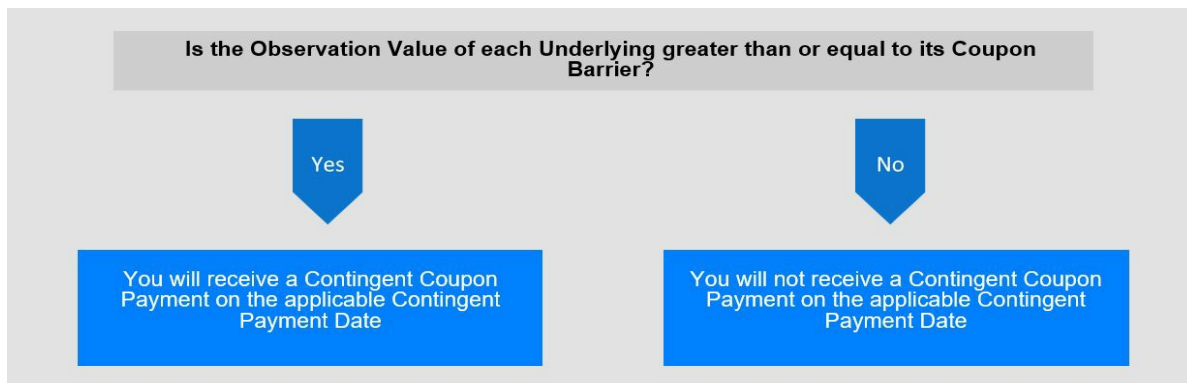 Is the Observation Value of each Underlying greater than or equal to its Coupon
Barrier?
Yes
No
You will receive a Contingent Coupon
Payment on the applicable Contingent
Payment Date
You will not receive a Contingent Coupon
Payment on the applicable Contingent
Payment Date